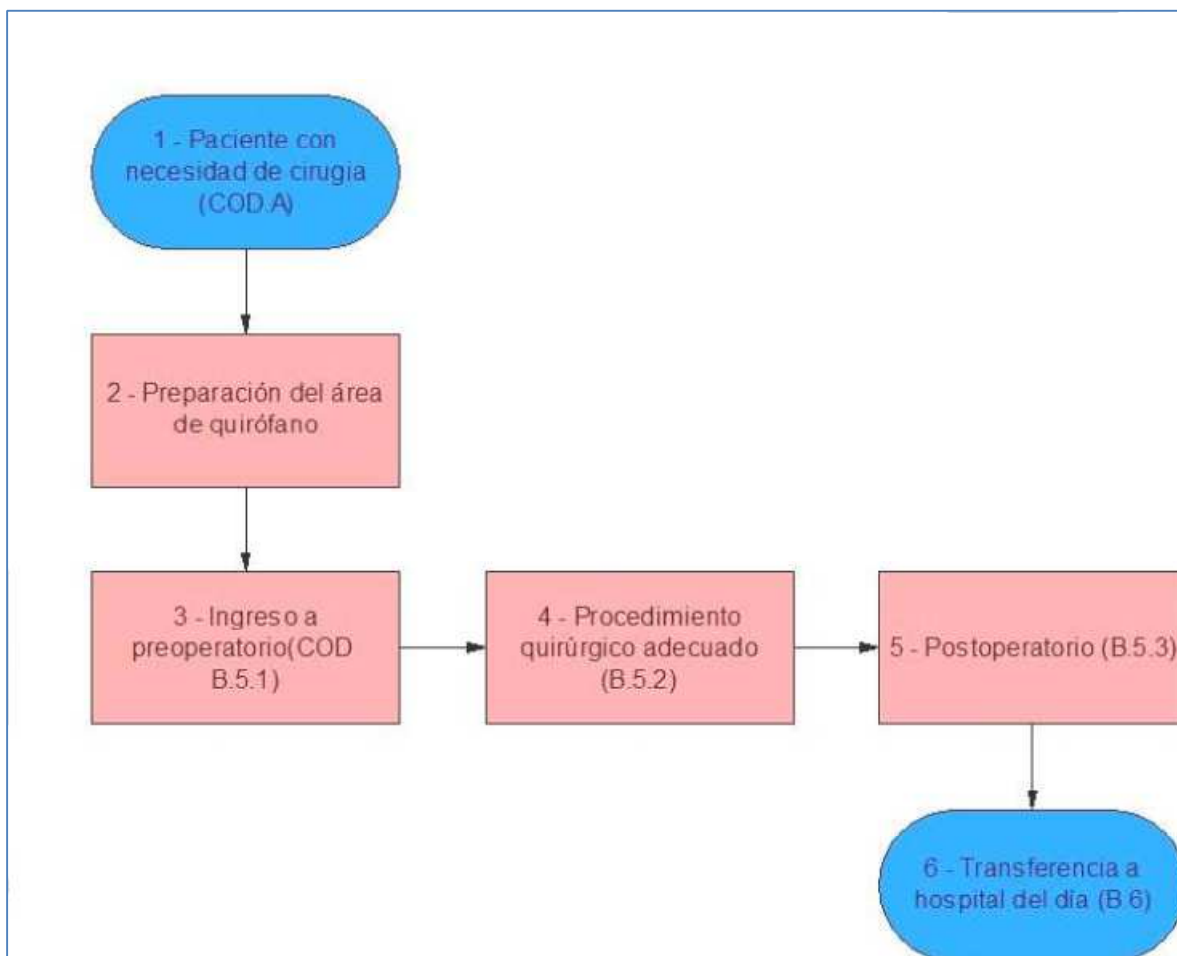 1 - Paciente con
necesidad de cirugia
(COD.A)
2 - Preparación del área
de quirófano
3 - Ingreso a
preoperatorio(COD
B.5.1)
4 - Procedimiento
quirúrgico adecuado
(B.5.2)
5 - Postoperatorio (B.5.3)
6 - Transferencia a
hospital del día (B.6)